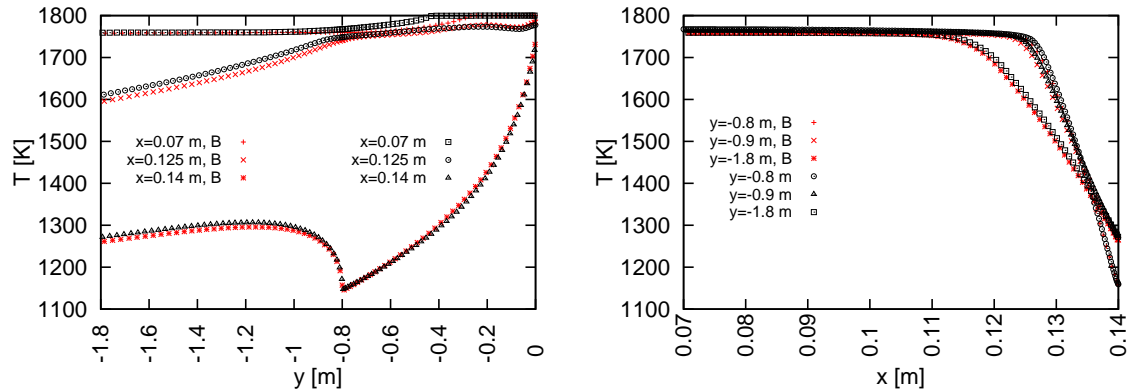 T [K]
1800
1700
1600
1500
1400
1300
1200
1100
x=0.07 m, B
x=0.125 m, B
x=0.14 m, B
x=0.07 m
x=0.125 m
x=0.14 m
-1.8
-1.6
-1.4
-1.2
-1
-0.8
-0.6
-0.4
-0.2
0
y [m]
T [K]
1800
1700
1600
1500
1400
1300
1200
1100
y=-0.8 m, B
y=-0.9 m, B
y=-1.8 m, B
y=-0.8 m
y=-0.9 m
y=-1.8 m
0.07
0.08
0.09
0.1
0.11
0.12
0.13
0.14
x [m]